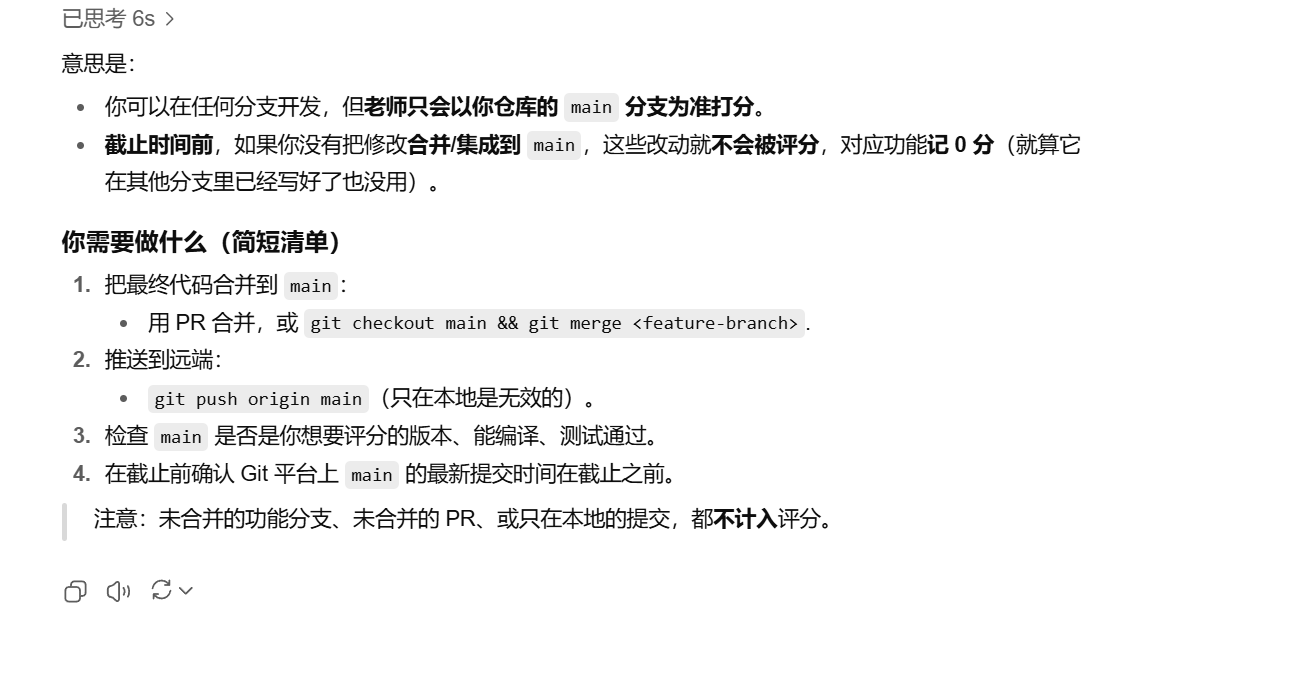 已思考 6s >
意思是：
• 你可以在任何分支开发，但老师只会以你仓库的 main 分支为准打分。
• 截止时间前，如果你没有把修改合并/集成到 main ，这些改动就不会被评分，对应功能记 0 分（就算它
在其他分支里已经写好了也没用）。
你需要做什么（简短清单）
1. 把最终代码合并到 main ：
• 用 PR 合并，或 git checkout main && git merge <feature-branch> .
2. 推送到远端：
• git push origin main （只在本地是无效的）。
3. 检查 main 是否是你想要评分的版本、能编译、测试通过。
4. 在截止前确认 Git 平台上 main 的最新提交时间在截止之前。
注意：未合并的功能分支、未合并的 PR、或只在本地的提交，都不计入评分。